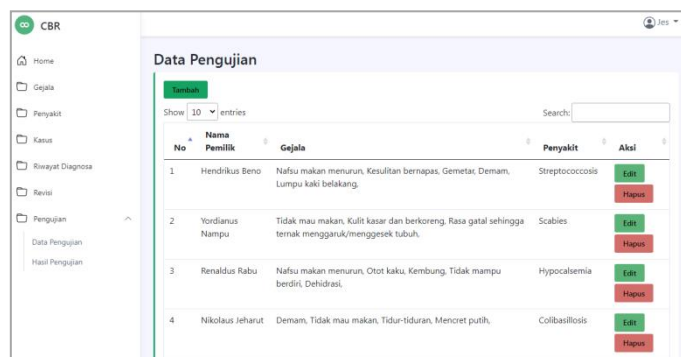 CBR
Jes
Home
Gejala
Penyakit
Kasus
Riwayat Diagnosa
Revisi
Pengujian
Data Pengujian
Hasil Pengujian
Data Pengujian
Tambah
Show 10 entries
Search:
No
Nama
Pemilik
Gejala
Penyakit
Aksi
1
Hendrikus Beno
Nafsu makan menurun, Kesulitan bernapas, Gemetar, Demam,
Lumpu kaki belakang,
Streptococcosis
Edit
Hapus
2
Yordianus
Nampu
Tidak mau makan, Kulit kasar dan berkoreng, Rasa gatal sehingga
ternak menggaruk/menggesek tubuh,
Scabies
Edit
Hapus
3
Renaldus Rabu
Nafsu makan menurun, Otot kaku, Kembung, Tidak mampu
berdiri, Dehidrasi,
Hypocalsemia
Edit
Hapus
4
Nikolaus Jeharut
Demam, Tidak mau makan, Tidur-tiduran, Mencret putih,
Colibasillosis
Edit
Hapus